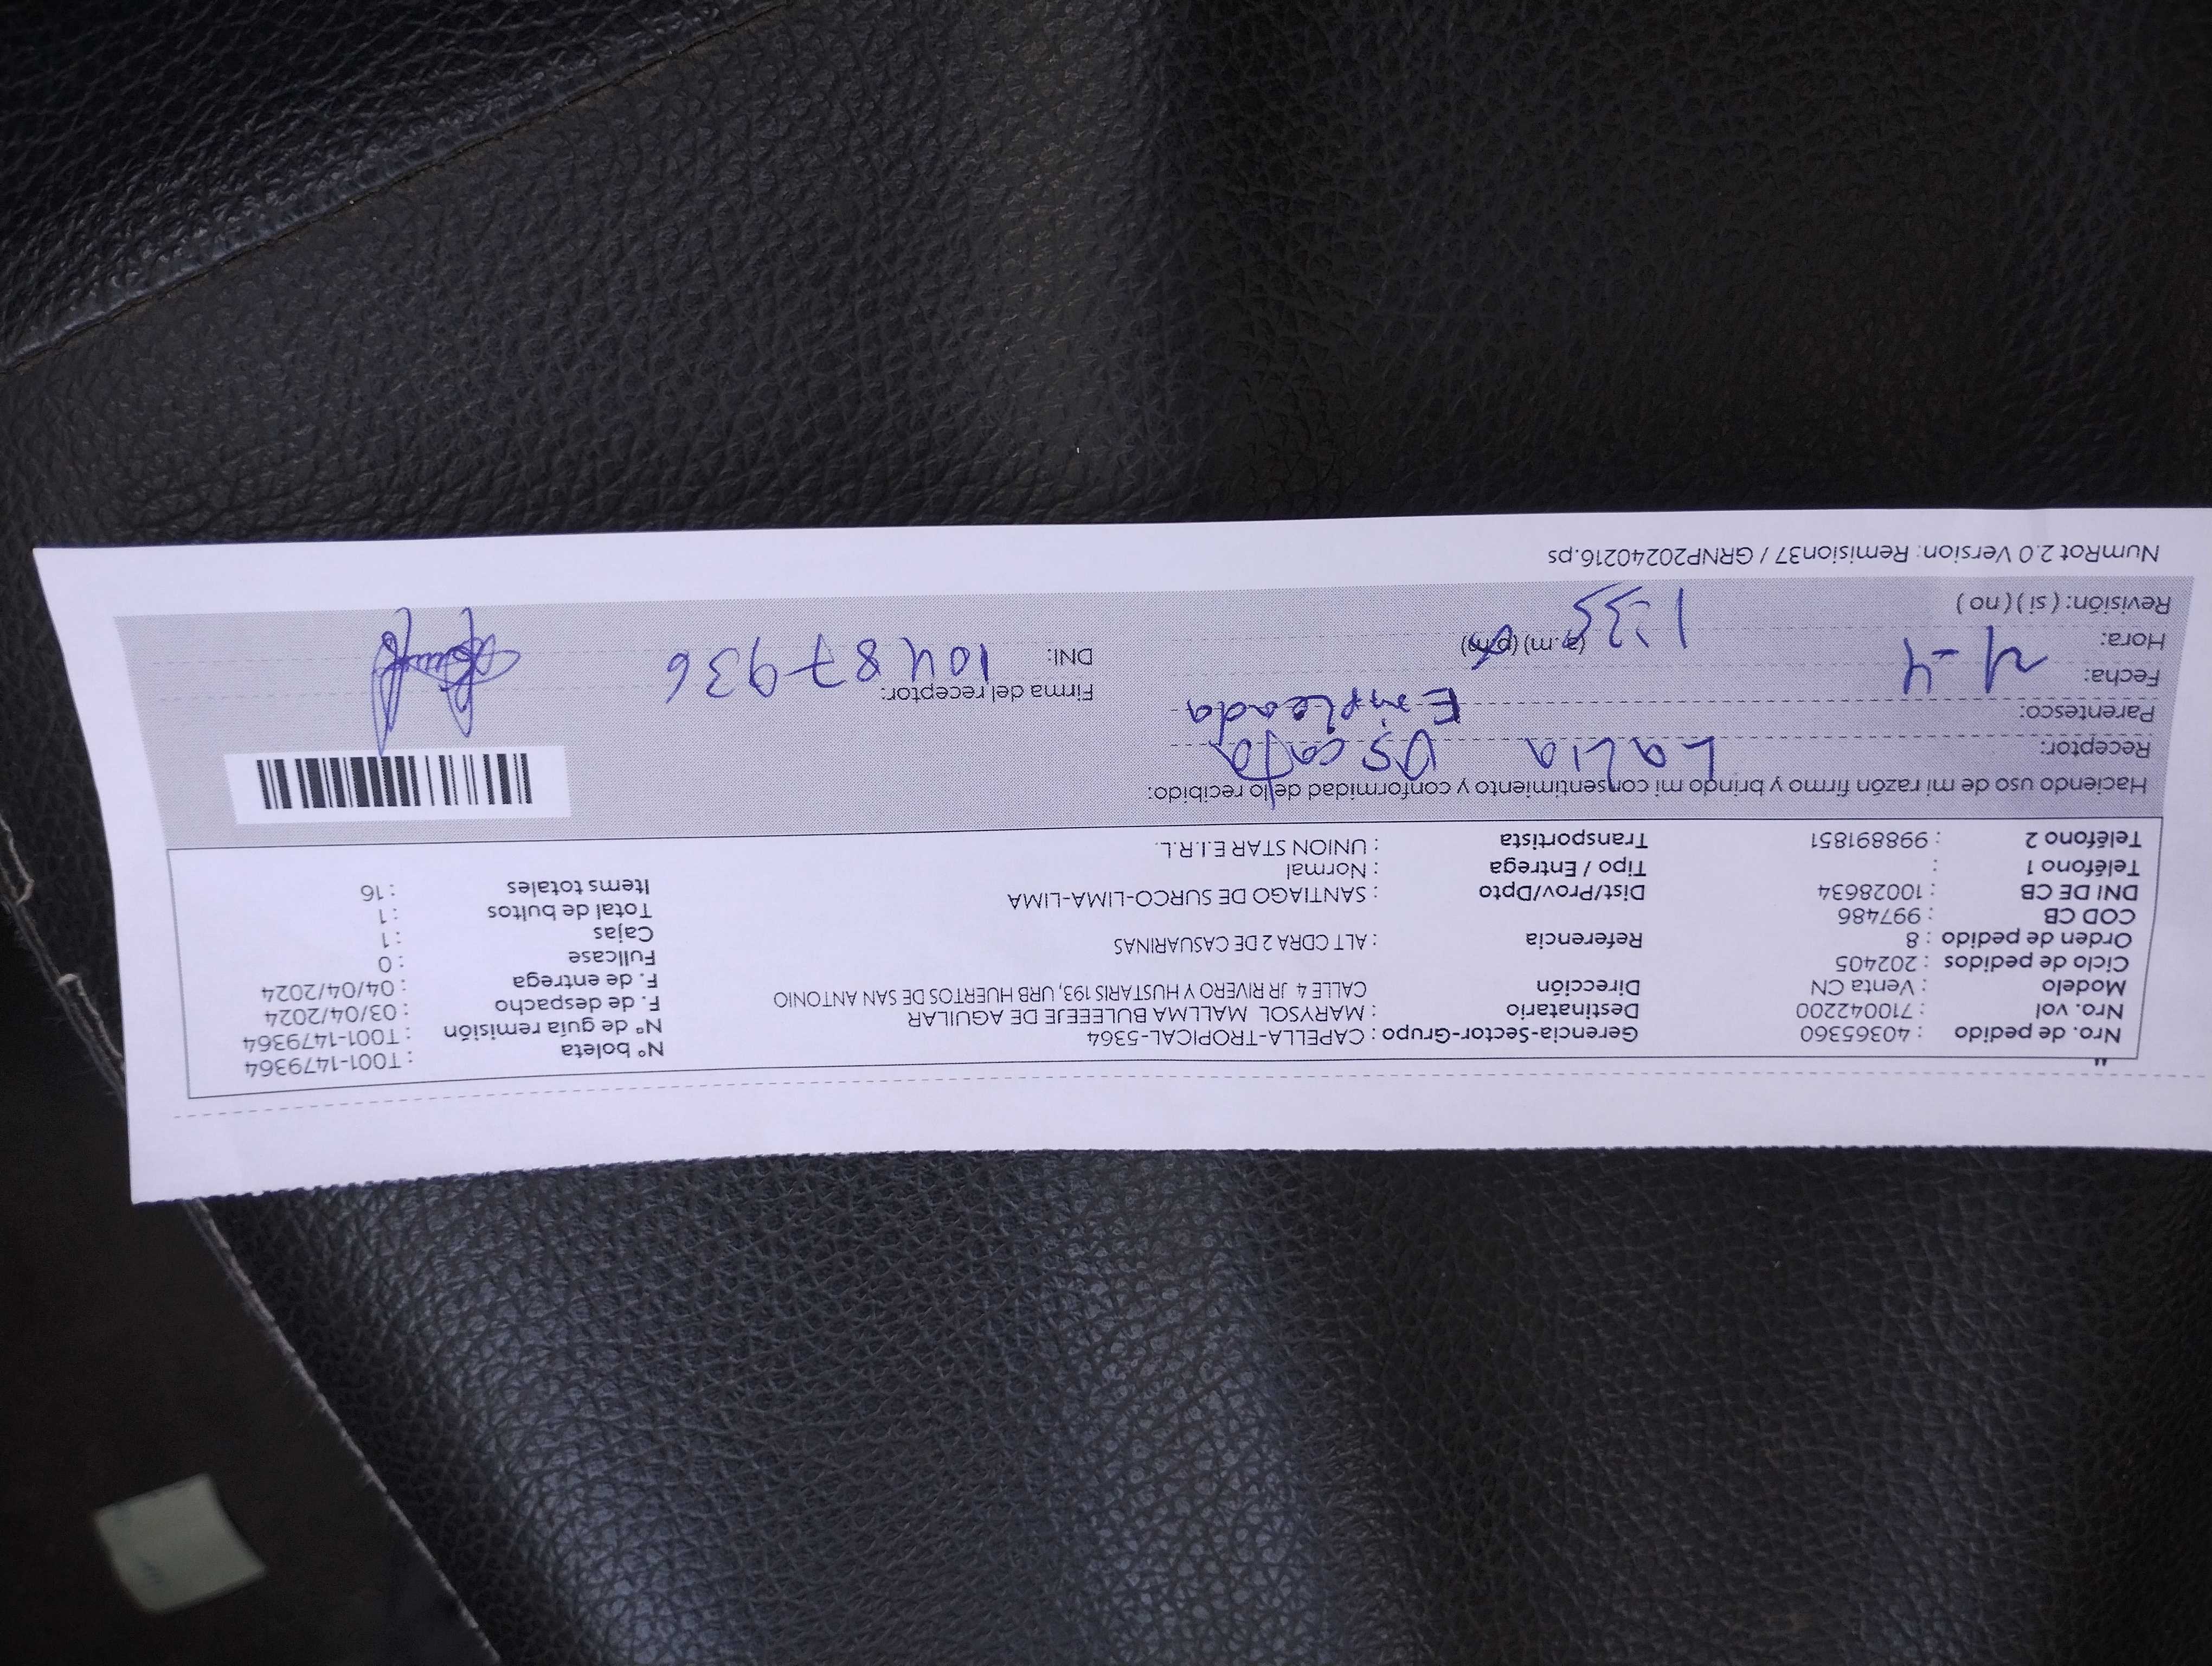 Nro. de pedido : 40365360 Gerencia-Sector-Grupo : CAPELLA-TROPICAL-5364 N° boleta : T001-1479364
Nro. vol : 710042200 Destinatario : MARYSOL MALLMA BULEEEJE DE AGUILAR N° de guia remisión : T001-1479364
Modelo : Venta CN Dirección CALLE 4 JR RIVERO Y HUSTARIS 193, URB HUERTOS DE SAN ANTONIO F. de despacho : 03/04/2024
Ciclo de pedidos : 202405 F. de entrega : 04/04/2024
Orden de pedido : 8 Referencia : ALT CDRA 2 DE CASUARINAS Fullcase : 0
COD CB : 997486 Cajas : 1
DNI DE CB : 10028634 Dist/Prov/Dpto : SANTIAGO DE SURCO-LIMA-LIMA Total de bultos : 1
Teléfono 1 : Tipo / Entrega : Normal Items totales : 16
Teléfono 2 : 998891851 Transportista : UNION STAR E.I.R.L.
Haciendo uso de mi razón firmo y brindo mi consentimiento y conformidad de lo recibido:
Receptor: Lalia
Parentesco: Empleada
Fecha: 4-4 Firma del receptor:
Hora: 1:35 (a.m) (p.m) DNI: 10487936
Revisión: ( si ) ( no )
NumRot 2.0 Version: Remision37 / GRNP20240216.ps